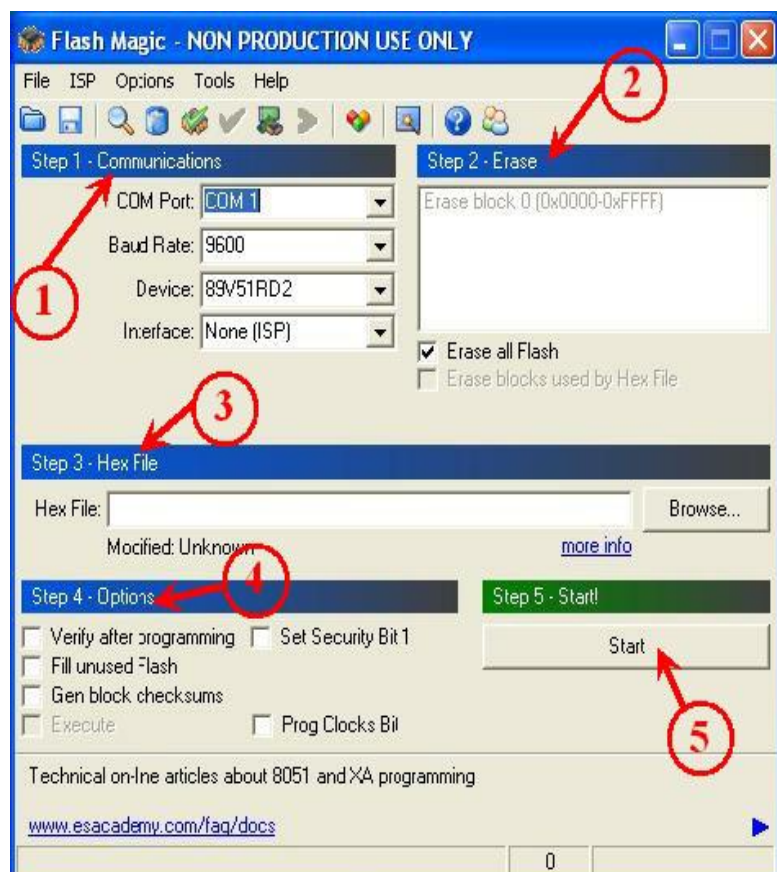 Flash Magic - NON PRODUCTION USE ONLY
File ISP Options Tools Help
2
Step 1 - Communications
Step 2 - Erase
COM Port: COM 1
Erase block 0 (0x0000-0xFFFF)
Baud Rate: 9600
1
Device: 89V51RD2
Interface: None (ISP)
Erase all Flash
Erase blocks used by Hex File
3
Step 3 - Hex File
Hex File:
Browse...
Modified: Unknown
more info
4
Step 4 - Options
Step 5 - Start!
Verify after programming
Set Security Bit 1
Start
Fill unused Flash
Gen block checksums
Execute
Prog Clocks Bit
5
Technical on-line articles about 8051 and XA programming
www.esacademy.com/faq/docs
0